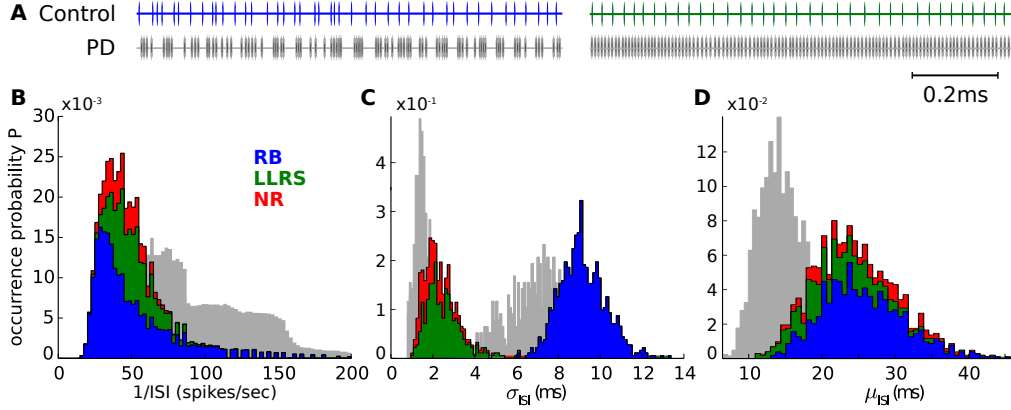 A Control
PD
0.2ms
B x10⁻³
C x10⁻¹
D x10⁻²
occurrence probability P
30
25
20
15
10
5
0
RB
LLRS
NR
0 50 100 150 200
1/ISI (spikes/sec)
4
3
2
1
0
0 2 4 6 8 10 12 14
σ|SI (ms)
12
10
8
6
4
2
0
10 20 30 40
μ|SI (ms)